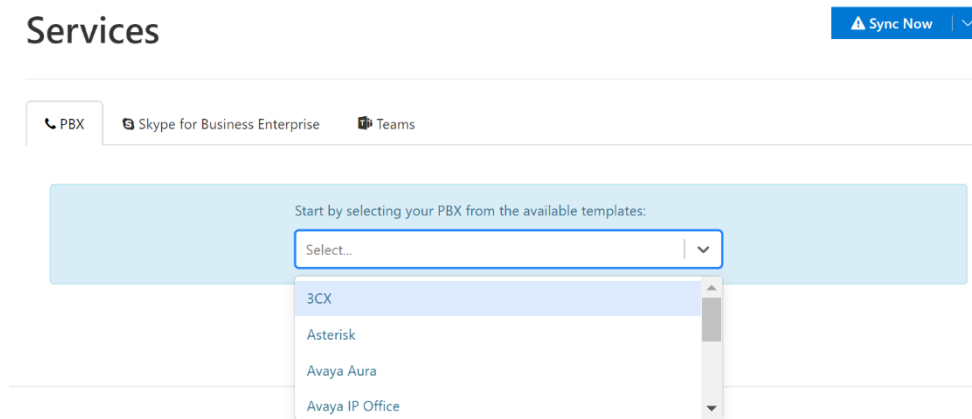 Services
Sync Now
PBX
Skype for Business Enterprise
Teams
Start by selecting your PBX from the available templates:
Select...
3CX
Asterisk
Avaya Aura
Avaya IP Office